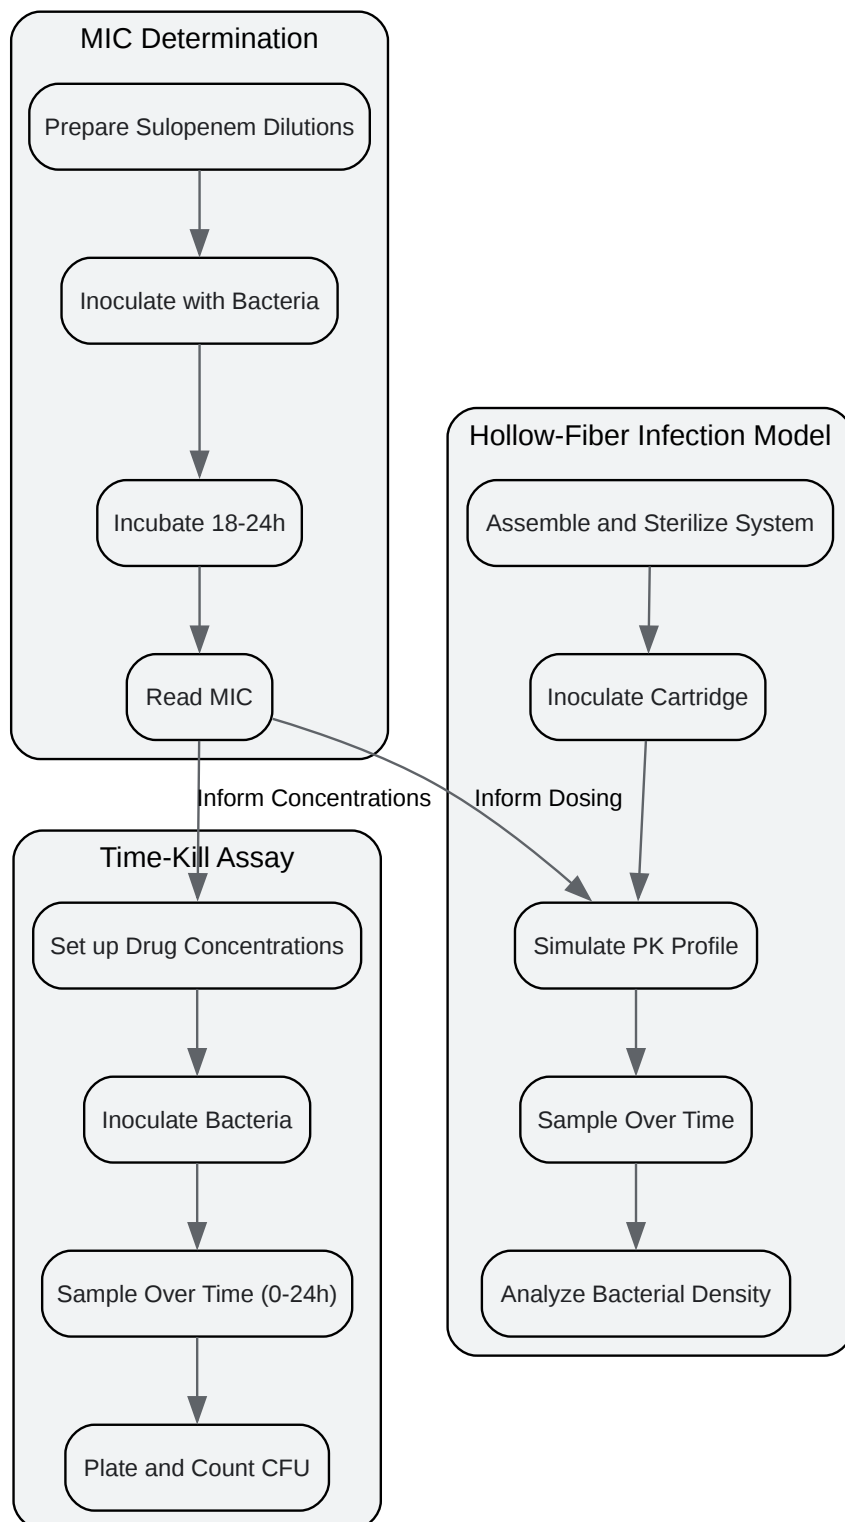 MIC Determination
Prepare Sulopenem Dilutions
Inoculate with Bacteria
Incubate 18-24h
Read MIC
Inform Concentrations
Inform Dosing
Time-Kill Assay
Set up Drug Concentrations
Inoculate Bacteria
Sample Over Time (0-24h)
Plate and Count CFU
Hollow-Fiber Infection Model
Assemble and Sterilize System
Inoculate Cartridge
Simulate PK Profile
Sample Over Time
Analyze Bacterial Density